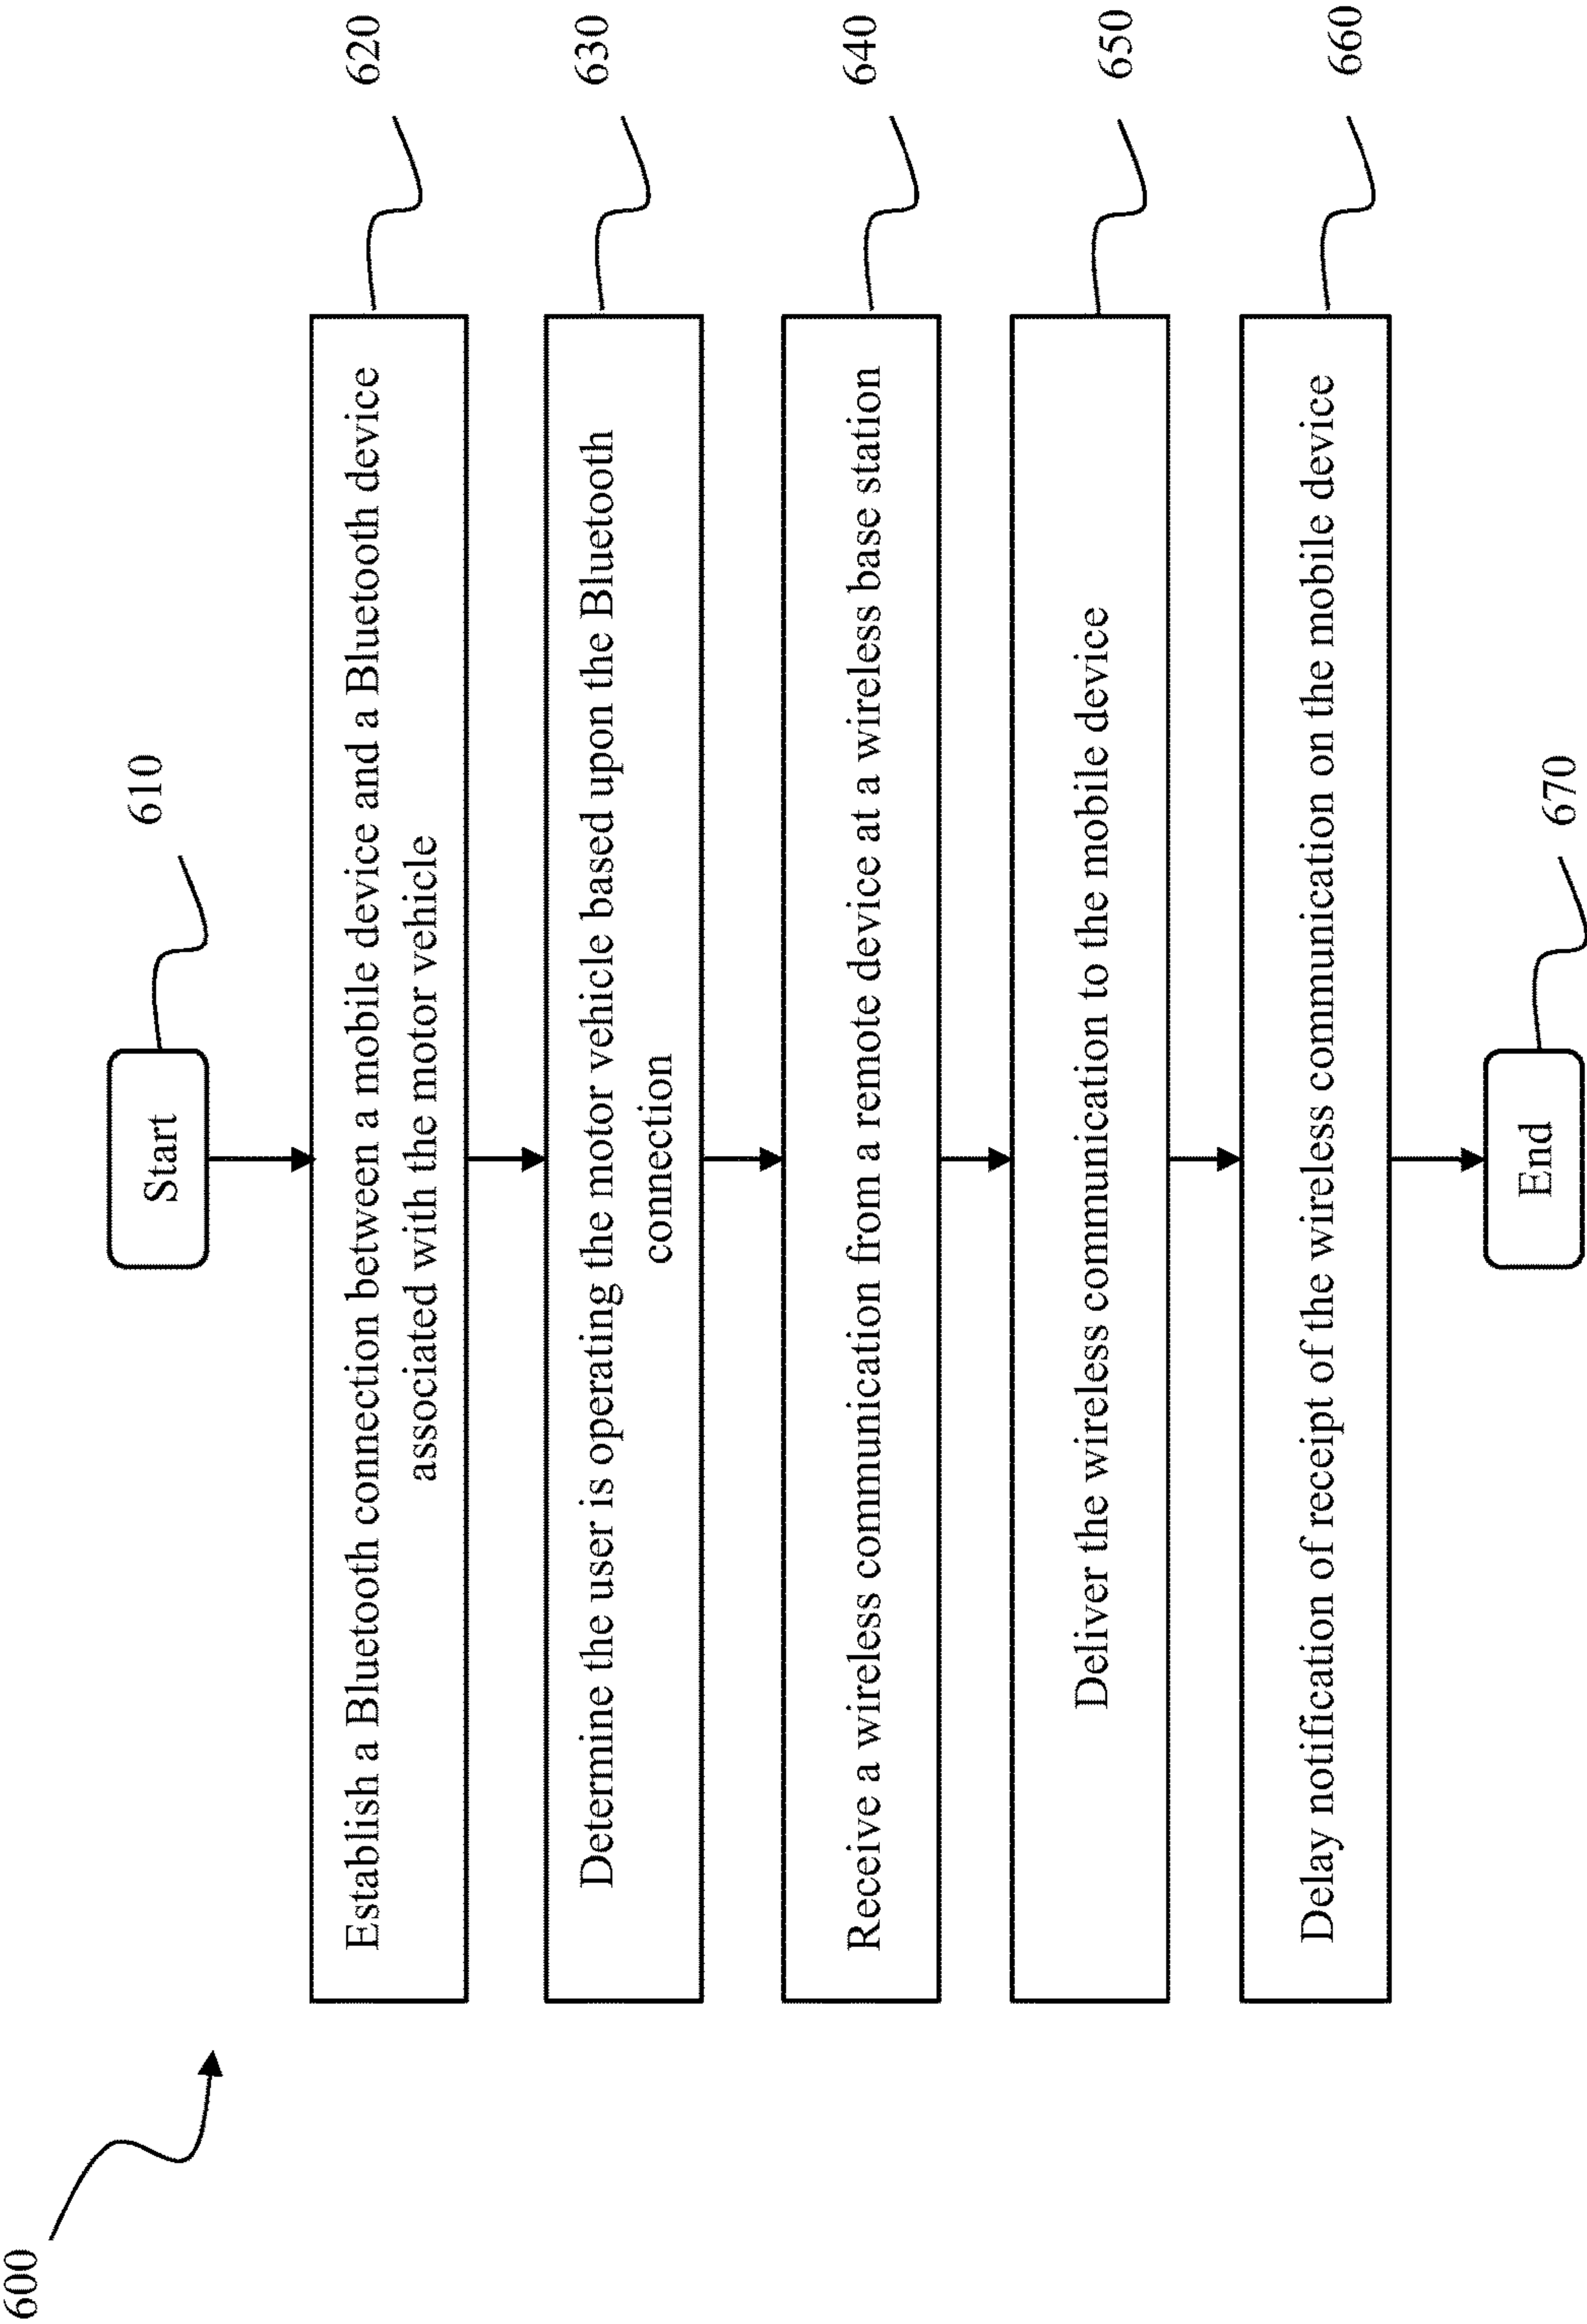 600
610
Start
620
Establish a Bluetooth connection between a mobile device and a Bluetooth device
associated with the motor vehicle
630
Determine the user is operating the motor vehicle based upon the Bluetooth
connection
640
Receive a wireless communication from a remote device at a wireless base station
650
Deliver the wireless communication to the mobile device
660
Delay notification of receipt of the wireless communication on the mobile device
670
End